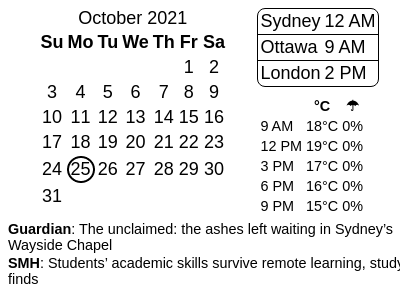 October 2021
Su Mo Tu We Th Fr Sa
1 2
3 4 5 6 7 8 9
10 11 12 13 14 15 16
17 18 19 20 21 22 23
24 25 26 27 28 29 30
31
Sydney 12 AM
Ottawa 9 AM
London 2 PM
°C ☂
9 AM 18°C 0%
12 PM 19°C 0%
3 PM 17°C 0%
6 PM 16°C 0%
9 PM 15°C 0%
Guardian: The unclaimed: the ashes left waiting in Sydney’s
Wayside Chapel
SMH: Students’ academic skills survive remote learning, study
finds